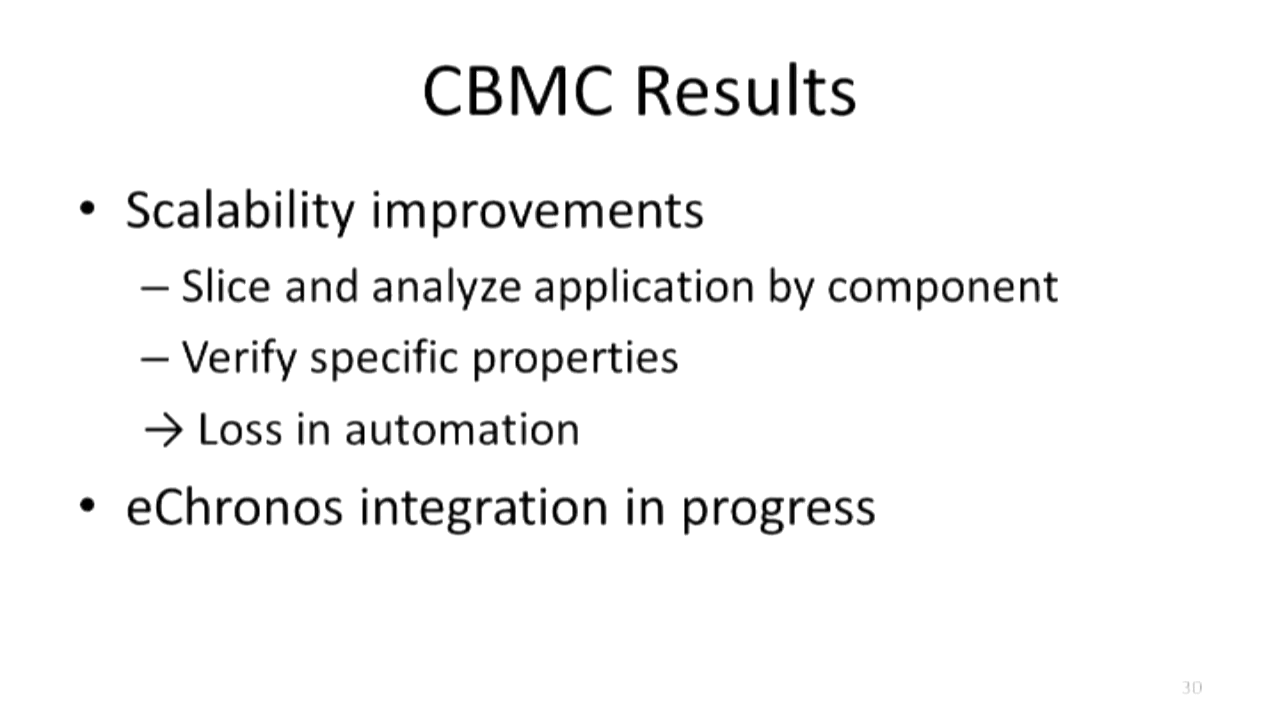 CBMC Results
• Scalability improvements
– Slice and analyze application by component
– Verify specific properties
→ Loss in automation
• eChronos integration in progress
30